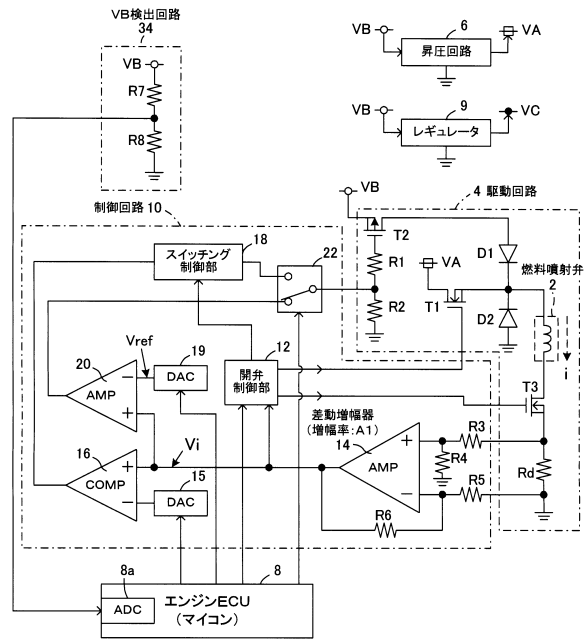 VB検出回路
34
VB
R7
R8
VB
6
昇圧回路
VA
VB
9
レギュレータ
VC
制御回路 10
VB
4 駆動回路
18
スイッチング
制御部
22
T2
R1
R2
VA
T1
D1
D2
燃料噴射弁
2
i
Vref
20
AMP
19
DAC
12
開弁
制御部
T3
差動増幅器
(増幅率:A1)
14
AMP
R3
R4
R5
Rd
R6
16
COMP
Vi
15
DAC
8a
ADC
8
エンジンECU
(マイコン)